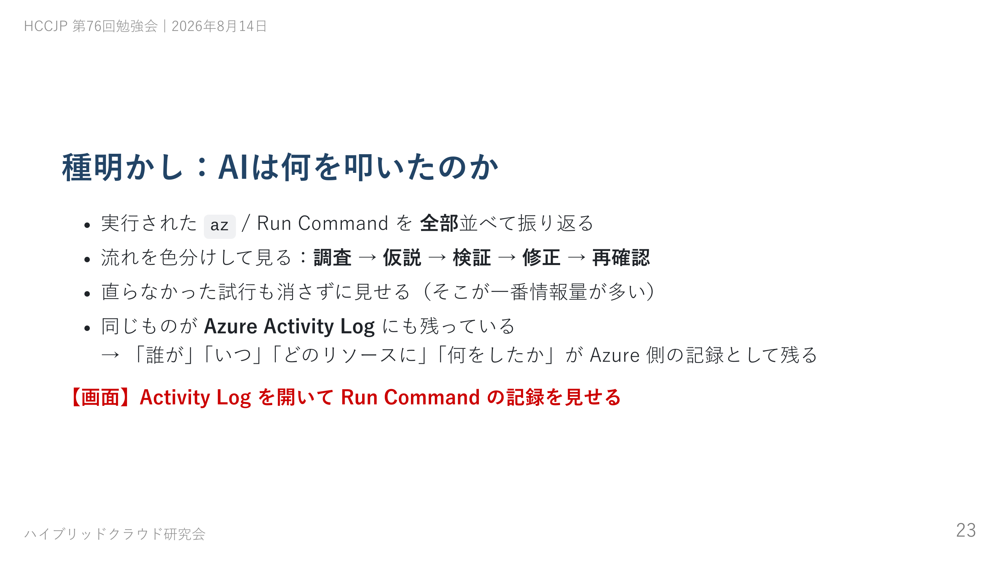 HCCJP 第76回勉強会 | 2026年8月14日
種明かし：AIは何を叩いたのか
• 実行された az / Run Command を 全部並べて振り返る
• 流れを色分けして見る：調査 → 仮説 → 検証 → 修正 → 再確認
• 直らなかった試行も消さずに見せる（そこが一番情報量が多い）
• 同じものが Azure Activity Log にも残っている
→ 「誰が」「いつ」「どのリソースに」「何をしたか」が Azure 側の記録として残る
【画面】Activity Log を開いて Run Command の記録を見せる
ハイブリッドクラウド研究会
23